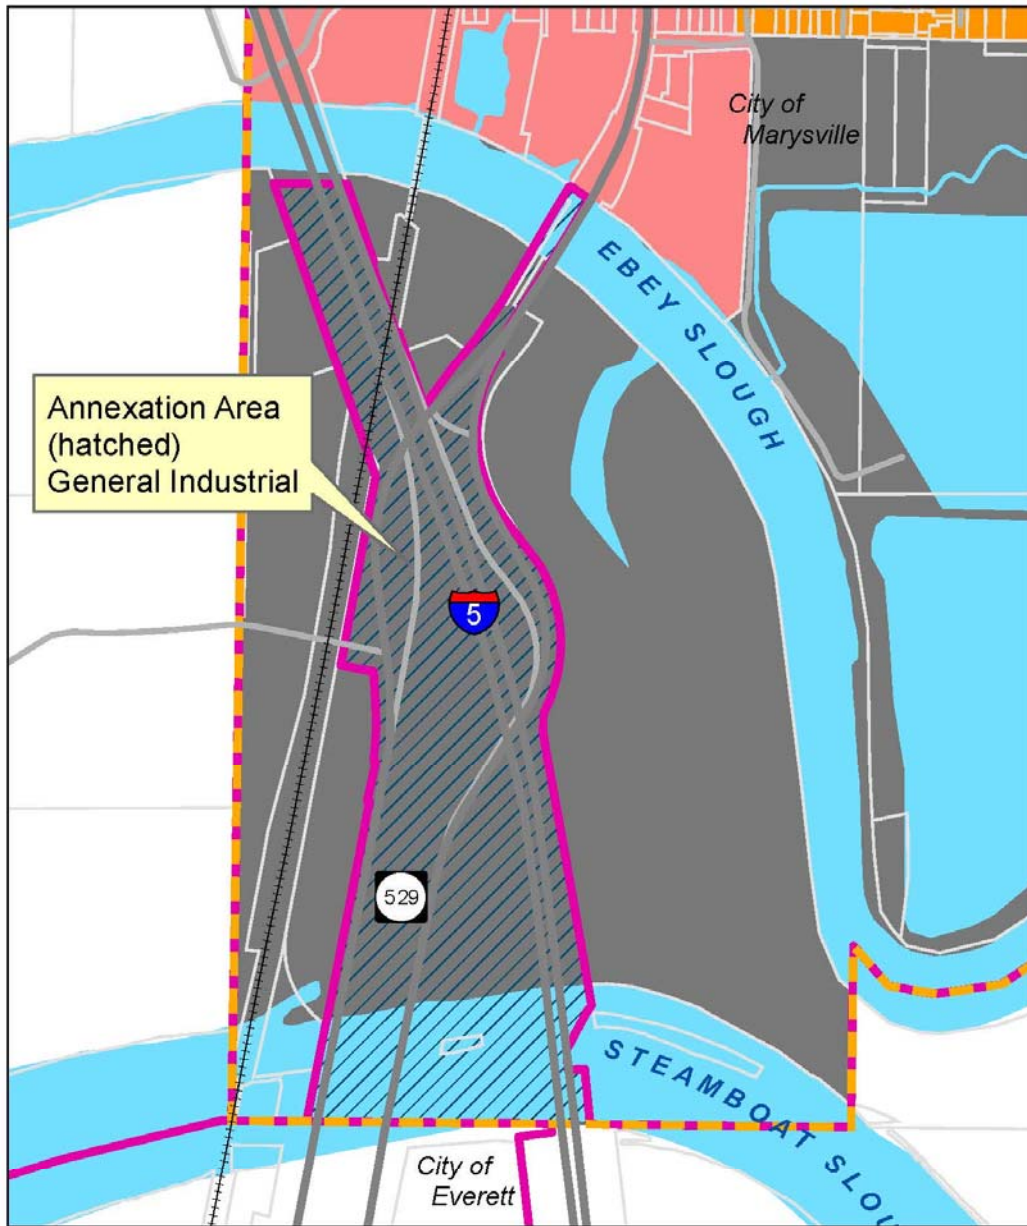 City of
Marysville
EBEY SLOUGH
Annexation Area
(hatched)
General Industrial
5
529
STEAMBOAT SLOU
City of
Everett